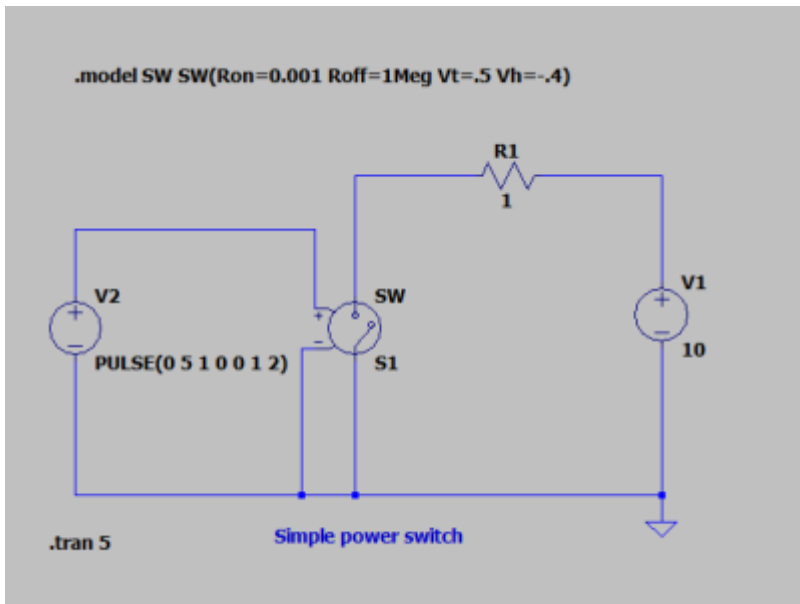 .model SW SW(Ron=0.001 Roff=1Meg Vt=.5 Vh=-.4)
R1
1
V2
+
−
PULSE(0 5 1 0 0 1 2)
SW
+
−
S1
V1
+
−
10
.tran 5
Simple power switch